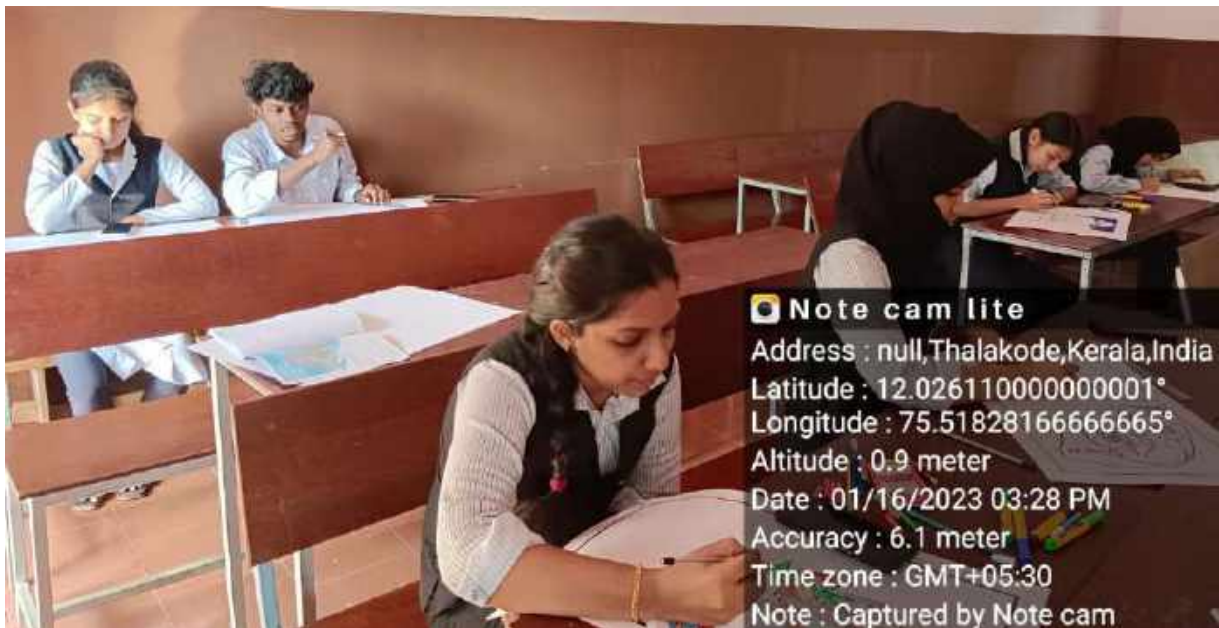 Note cam lite
Address : null,Thalakode,Kerala,India
Latitude : 12.026110000000001°
Longitude : 75.51828166666665°
Altitude : 0.9 meter
Date : 01/16/2023 03:28 PM
Accuracy : 6.1 meter
Time zone : GMT+05:30
Note : Captured by Note cam